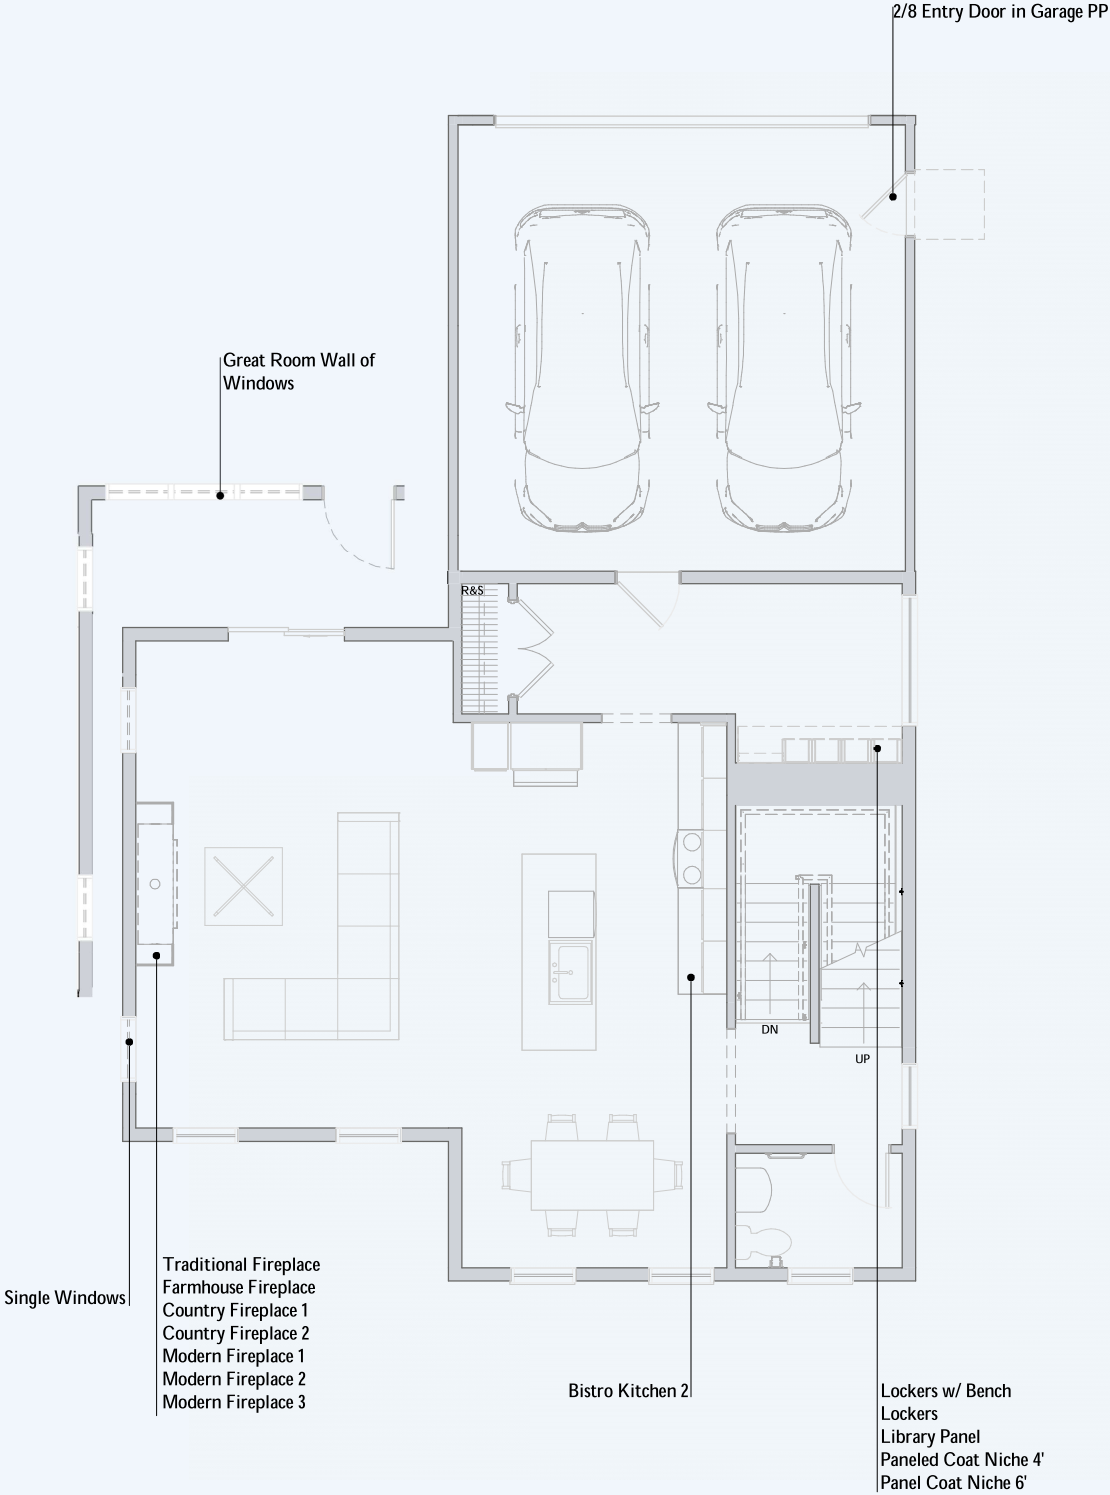 2/8 Entry Door in Garage PP
Great Room Wall of
Windows
R&S
DN
UP
Traditional Fireplace
Farmhouse Fireplace
Country Fireplace 1
Country Fireplace 2
Modern Fireplace 1
Modern Fireplace 2
Modern Fireplace 3
Single Windows
Bistro Kitchen 2
Lockers w/ Bench
Lockers
Library Panel
Paneled Coat Niche 4'
Panel Coat Niche 6'